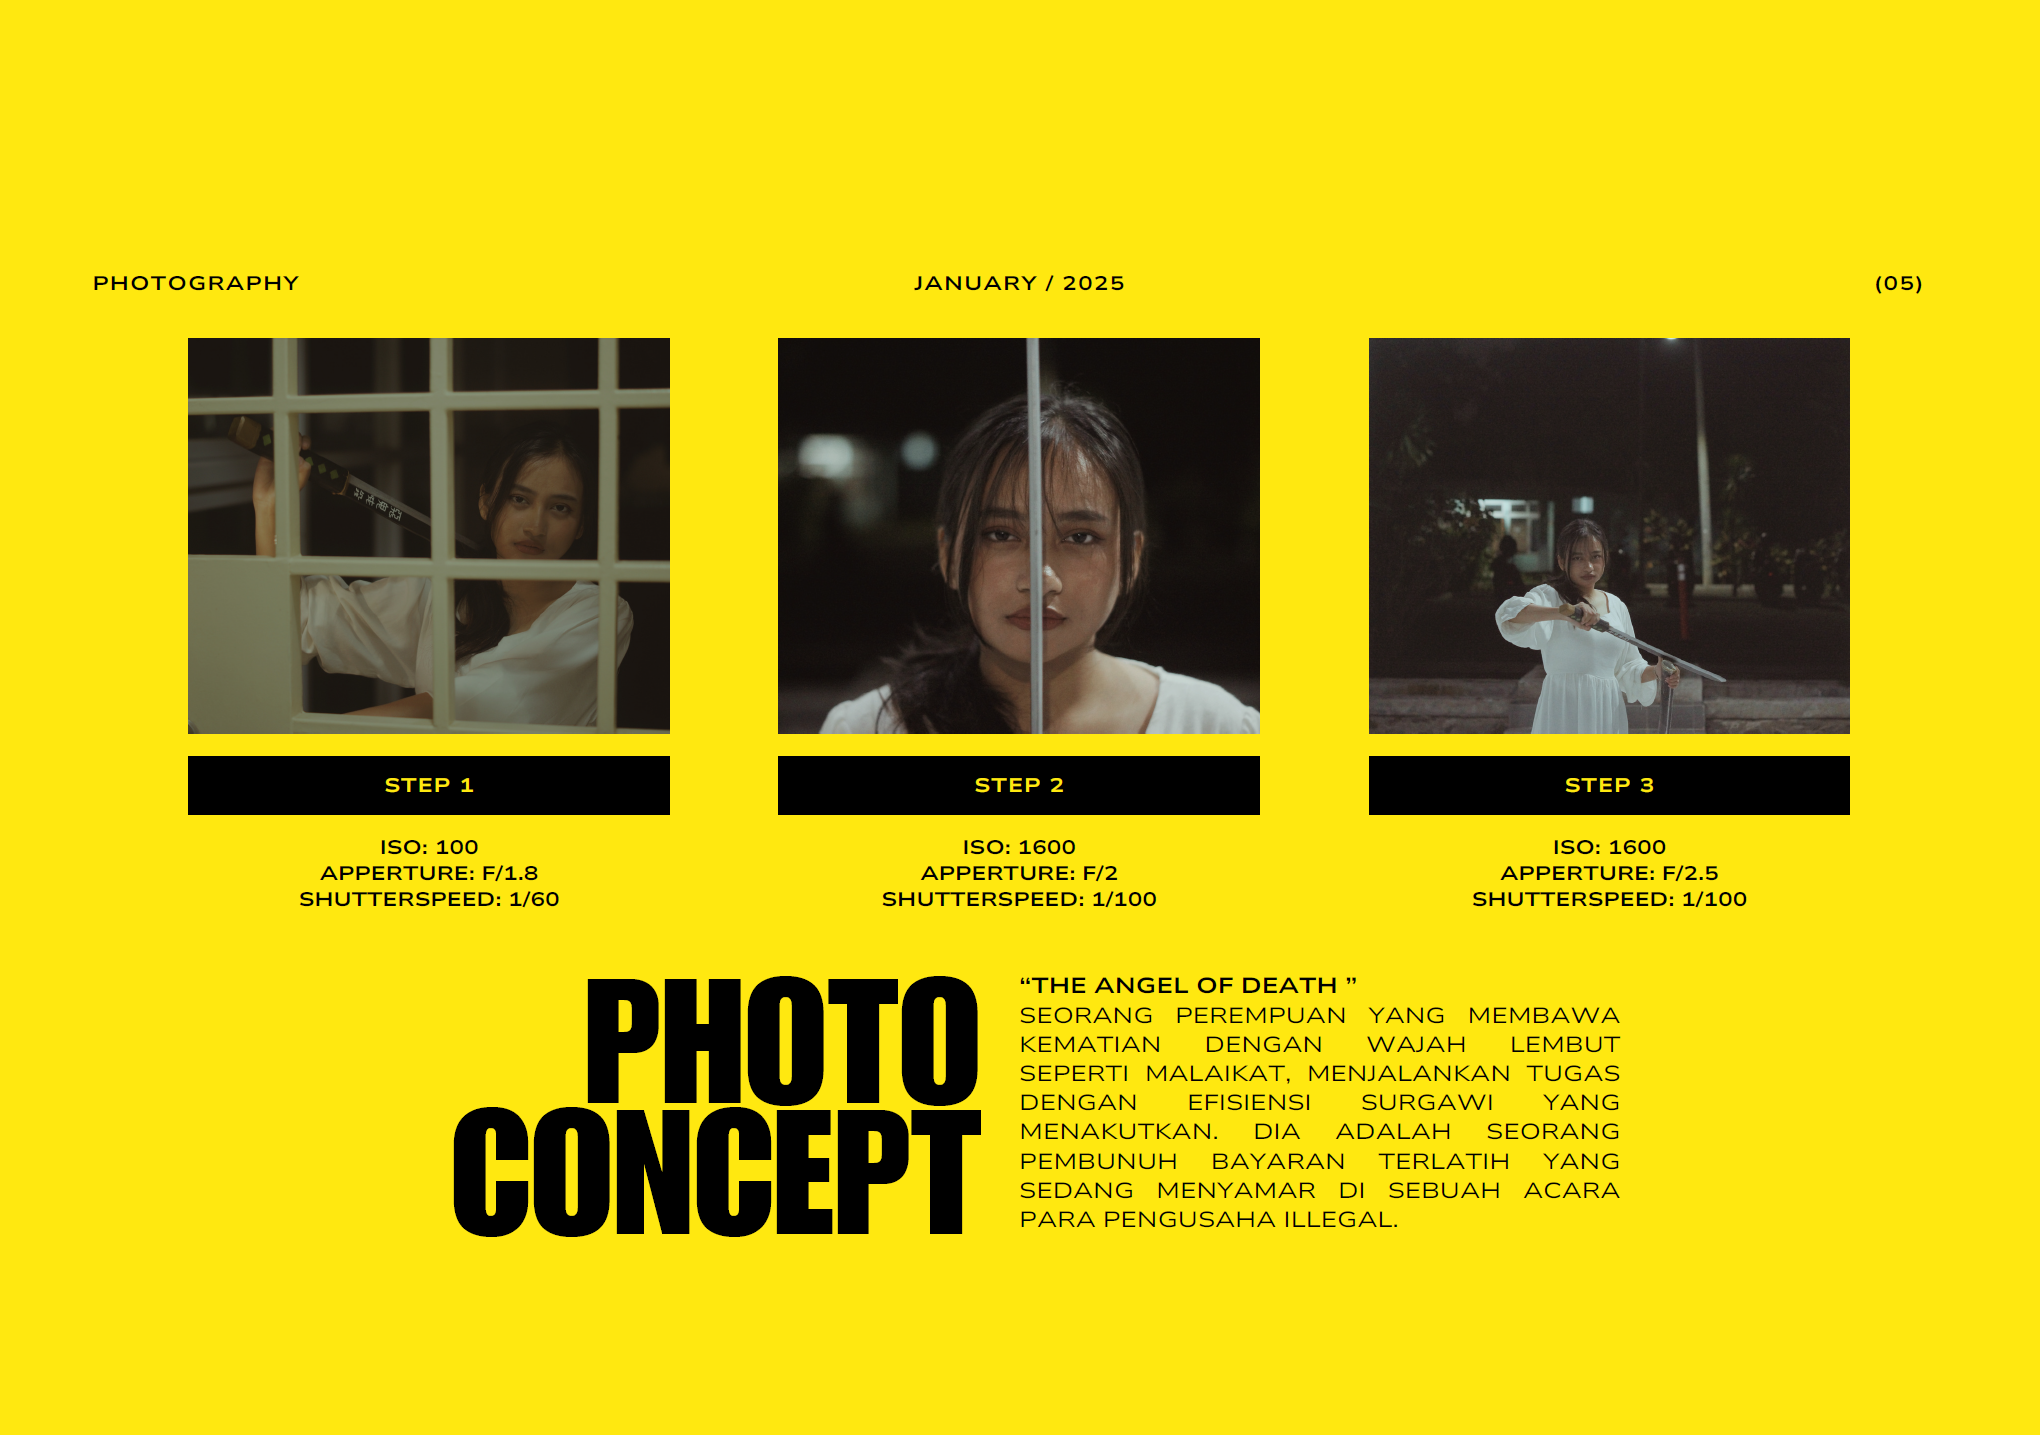 PHOTOGRAPHY
JANUARY / 2025
(05)
STEP 1
ISO: 100
APPERTURE: F/1.8
SHUTTERSPEED: 1/60
STEP 2
ISO: 1600
APPERTURE: F/2
SHUTTERSPEED: 1/100
STEP 3
ISO: 1600
APPERTURE: F/2.5
SHUTTERSPEED: 1/100
PHOTO
CONCEPT
“THE ANGEL OF DEATH ”
SEORANG PEREMPUAN YANG MEMBAWA
KEMATIAN DENGAN WAJAH LEMBUT
SEPERTI MALAIKAT, MENJALANKAN TUGAS
DENGAN EFISIENSI SURGAWI YANG
MENAKUTKAN. DIA ADALAH SEORANG
PEMBUNUH BAYARAN TERLATIH YANG
SEDANG MENYAMAR DI SEBUAH ACARA
PARA PENGUSAHA ILLEGAL.